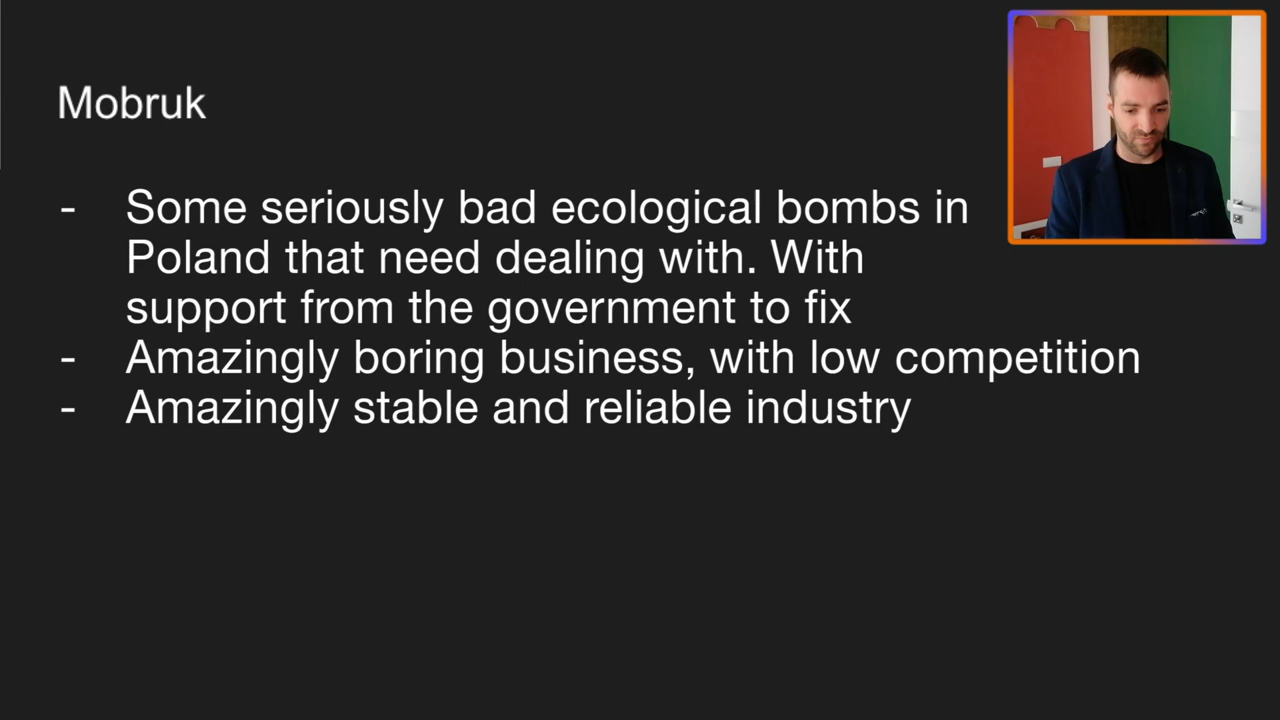 Mobruk
- Some seriously bad ecological bombs in
Poland that need dealing with. With
support from the government to fix
- Amazingly boring business, with low competition
- Amazingly stable and reliable industry